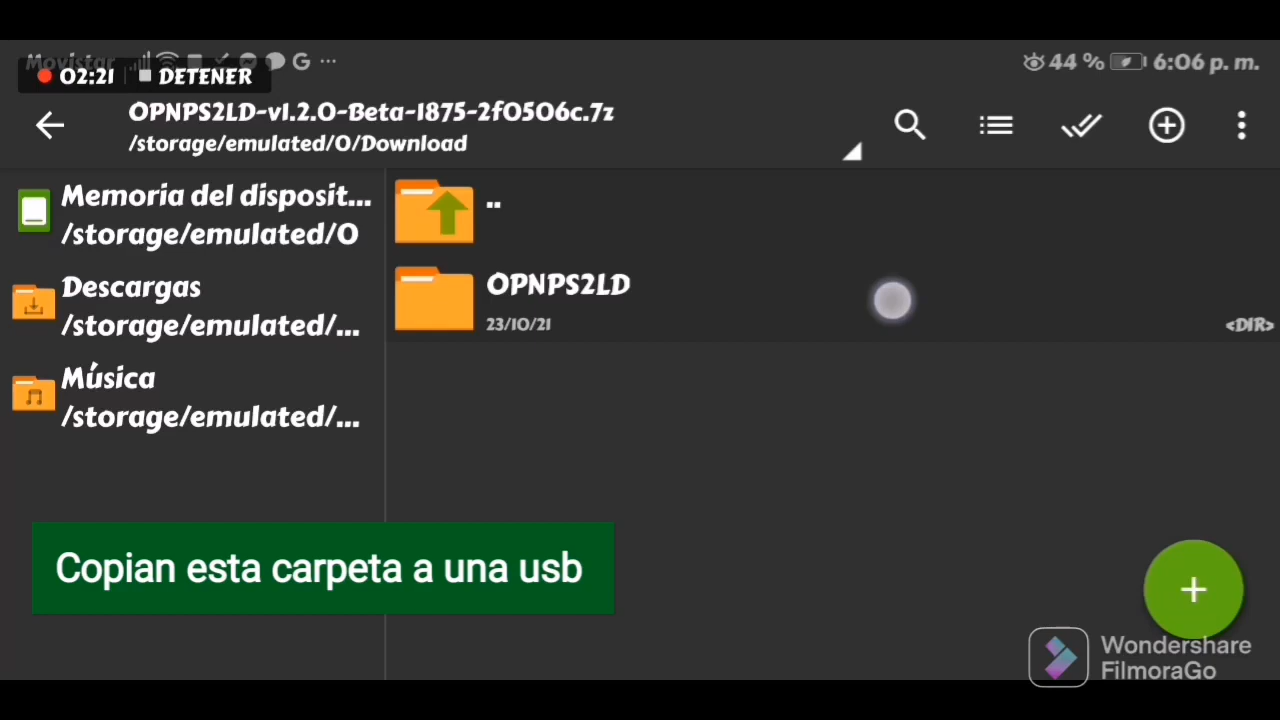 Movistar
44 % 6:06 p. m.
02:21 DETENER
OPNPS2LD-v1.2.0-Beta-1875-2f0506c.7z
/storage/emulated/0/Download
Memoria del disposit...
/storage/emulated/0
..
Descargas
/storage/emulated/...
OPNPS2LD
23/10/21
<DIR>
Música
/storage/emulated/...
Copian esta carpeta a una usb
Wondershare
FilmoraGo